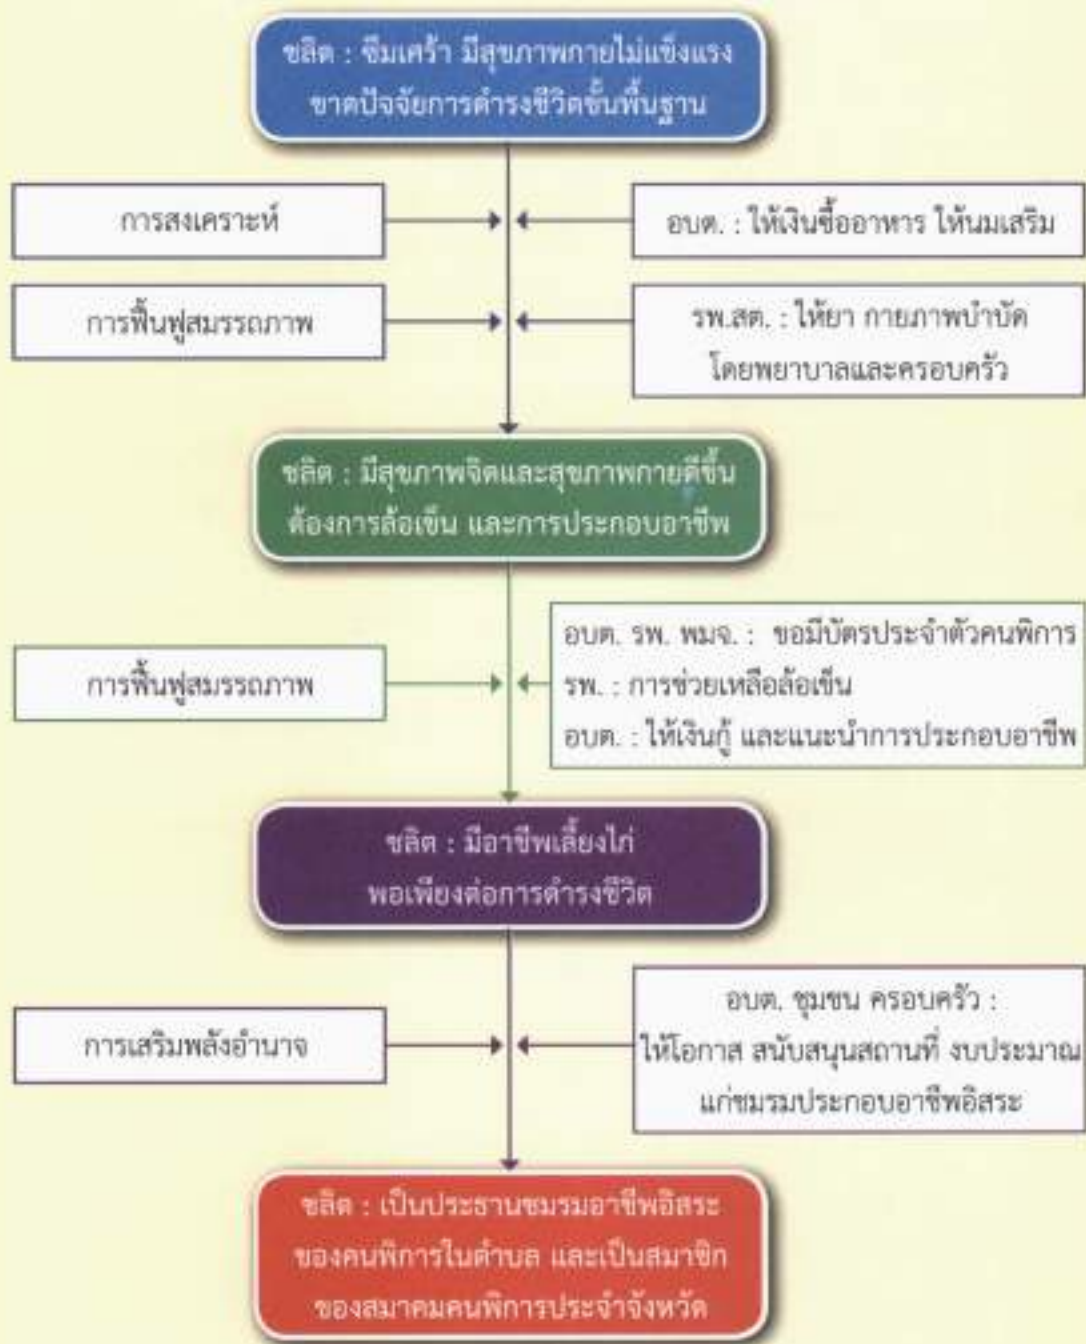 ชลิต : ซึมเศร้า มีสุขภาพกายไม่แข็งแรง
ขาดปัจจัยการดำรงชีวิตขั้นพื้นฐาน
การสงเคราะห์
อบต. : ให้เงินซื้ออาหาร ให้นมเสริม
การฟื้นฟูสมรรถภาพ
รพ.สต. : ให้ยา กายภาพบำบัด
โดยพยาบาลและครอบครัว
ชลิต : มีสุขภาพจิตและสุขภาพกายดีขึ้น
ต้องการล้อเข็น และการประกอบอาชีพ
การฟื้นฟูสมรรถภาพ
อบต. รพ. พมจ. : ขอมีบัตรประจำตัวคนพิการ
รพ. : การช่วยเหลือล้อเข็น
อบต. : ให้เงินกู้ และแนะนำการประกอบอาชีพ
ชลิต : มีอาชีพเลี้ยงไก่
พอเพียงต่อการดำรงชีวิต
การเสริมพลังอำนาจ
อบต. ชุมชน ครอบครัว :
ให้โอกาส สนับสนุนสถานที่ งบประมาณ
แก่ชมรมประกอบอาชีพอิสระ
ชลิต : เป็นประธานชมรมอาชีพอิสระ
ของคนพิการในตำบล และเป็นสมาชิก
ของสมาคมคนพิการประจำจังหวัด